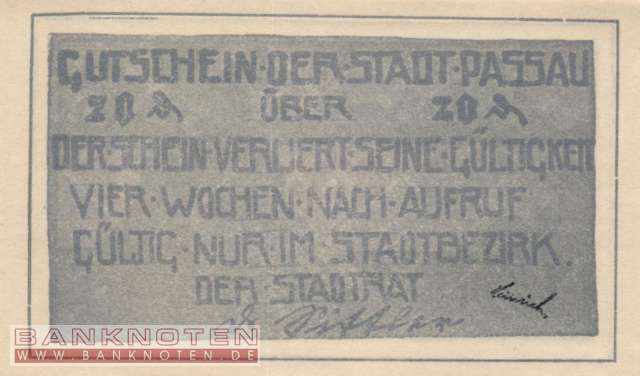 GUTSCHEIN·DER·STADT·PASSAU
20 ₰ ÜBER 20 ₰
DER·SCHEIN·VERLIERT·SEINE·GÜLTIGKEIT
VIER·WOCHEN·NACH·AUFRUF
GÜLTIG·NUR·IM STADTBEZIRK.
DER STADTRAT
BANKNOTEN
WWW.BANKNOTEN.DE